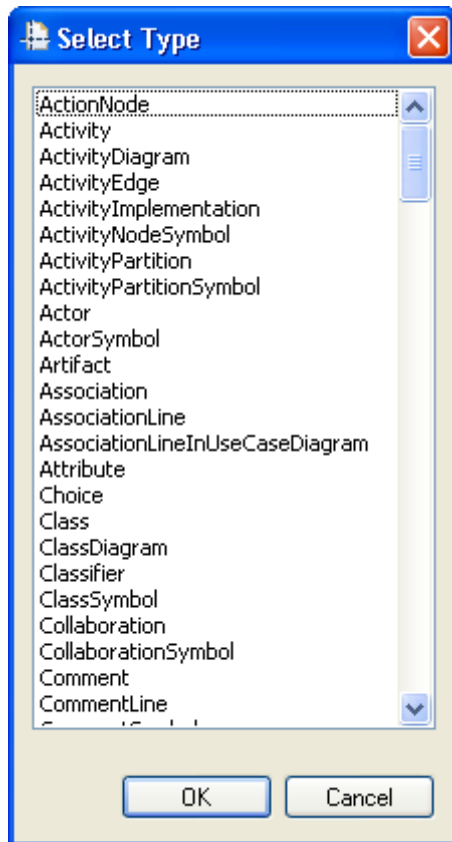 Select Type
ActionNode
Activity
ActivityDiagram
ActivityEdge
ActivityImplementation
ActivityNodeSymbol
ActivityPartition
ActivityPartitionSymbol
Actor
ActorSymbol
Artifact
Association
AssociationLine
AssociationLineInUseCaseDiagram
Attribute
Choice
Class
ClassDiagram
Classifier
ClassSymbol
Collaboration
CollaborationSymbol
Comment
CommentLine
OK
Cancel